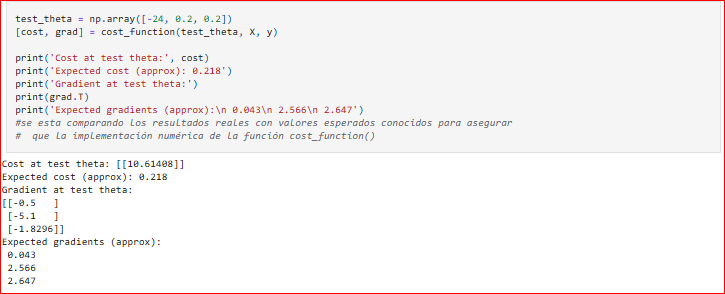 test_theta = np.array([-24, 0.2, 0.2])
[cost, grad] = cost_function(test_theta, X, y)
print('Cost at test theta:', cost)
print('Expected cost (approx): 0.218')
print('Gradient at test theta:')
print(grad.T)
print('Expected gradients (approx):\n 0.043\n 2.566\n 2.647')
#se esta comparando los resultados reales con valores esperados conocidos para asegurar
#  que la implementación numérica de la función cost_function()
Cost at test theta: [[10.61408]]
Expected cost (approx): 0.218
Gradient at test theta:
[[-0.5   ]
 [-5.1   ]
 [-1.8296]]
Expected gradients (approx):
 0.043
 2.566
 2.647